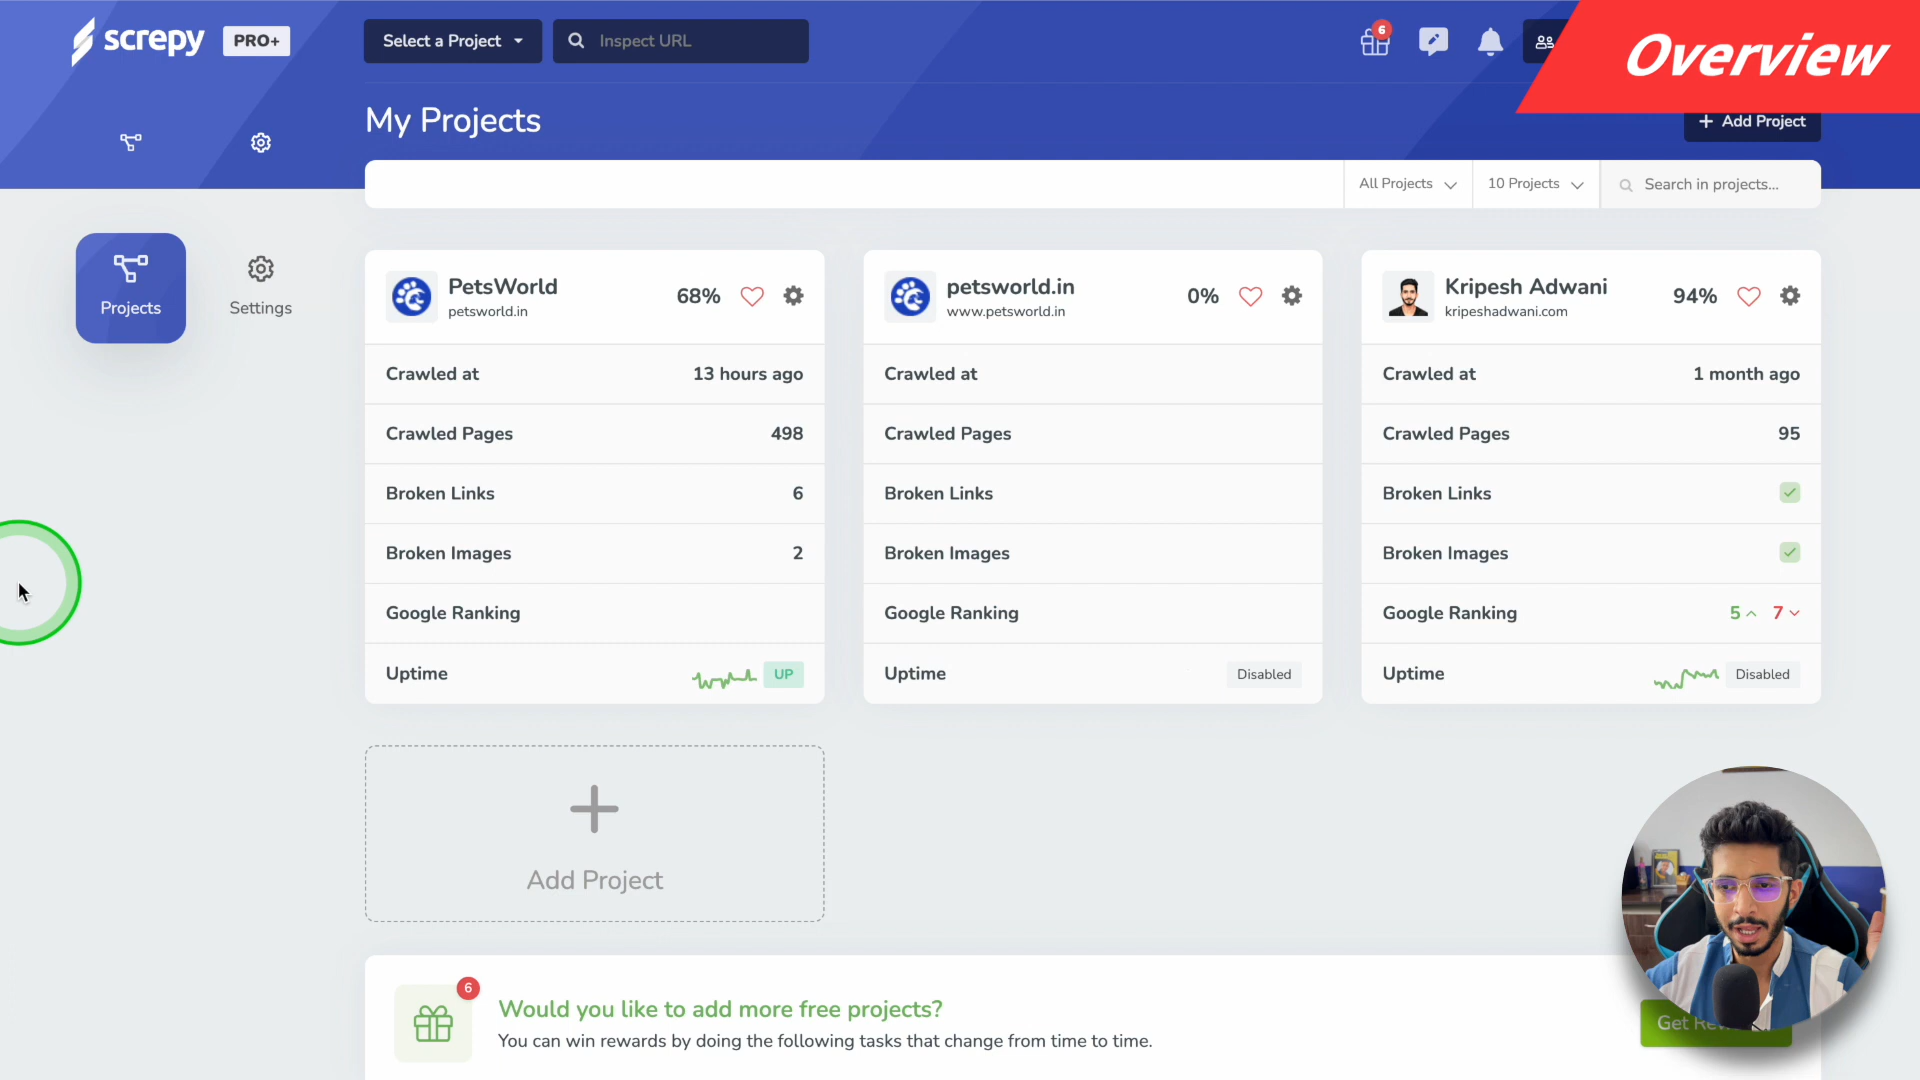 screpy
PRO+
Select a Project
Inspect URL
6
Overview
My Projects
+ Add Project
All Projects
10 Projects
Search in projects...
Projects
Settings
PetsWorld
petsworld.in
68%
Crawled at
13 hours ago
Crawled Pages
498
Broken Links
6
Broken Images
2
Google Ranking
Uptime
UP
petsworld.in
www.petsworld.in
0%
Crawled at
Crawled Pages
Broken Links
Broken Images
Google Ranking
Uptime
Disabled
Kripesh Adwani
kripeshadwani.com
94%
Crawled at
1 month ago
Crawled Pages
95
Broken Links
Broken Images
Google Ranking
5
7
Uptime
Disabled
Add Project
6
Would you like to add more free projects?
You can win rewards by doing the following tasks that change from time to time.
Get